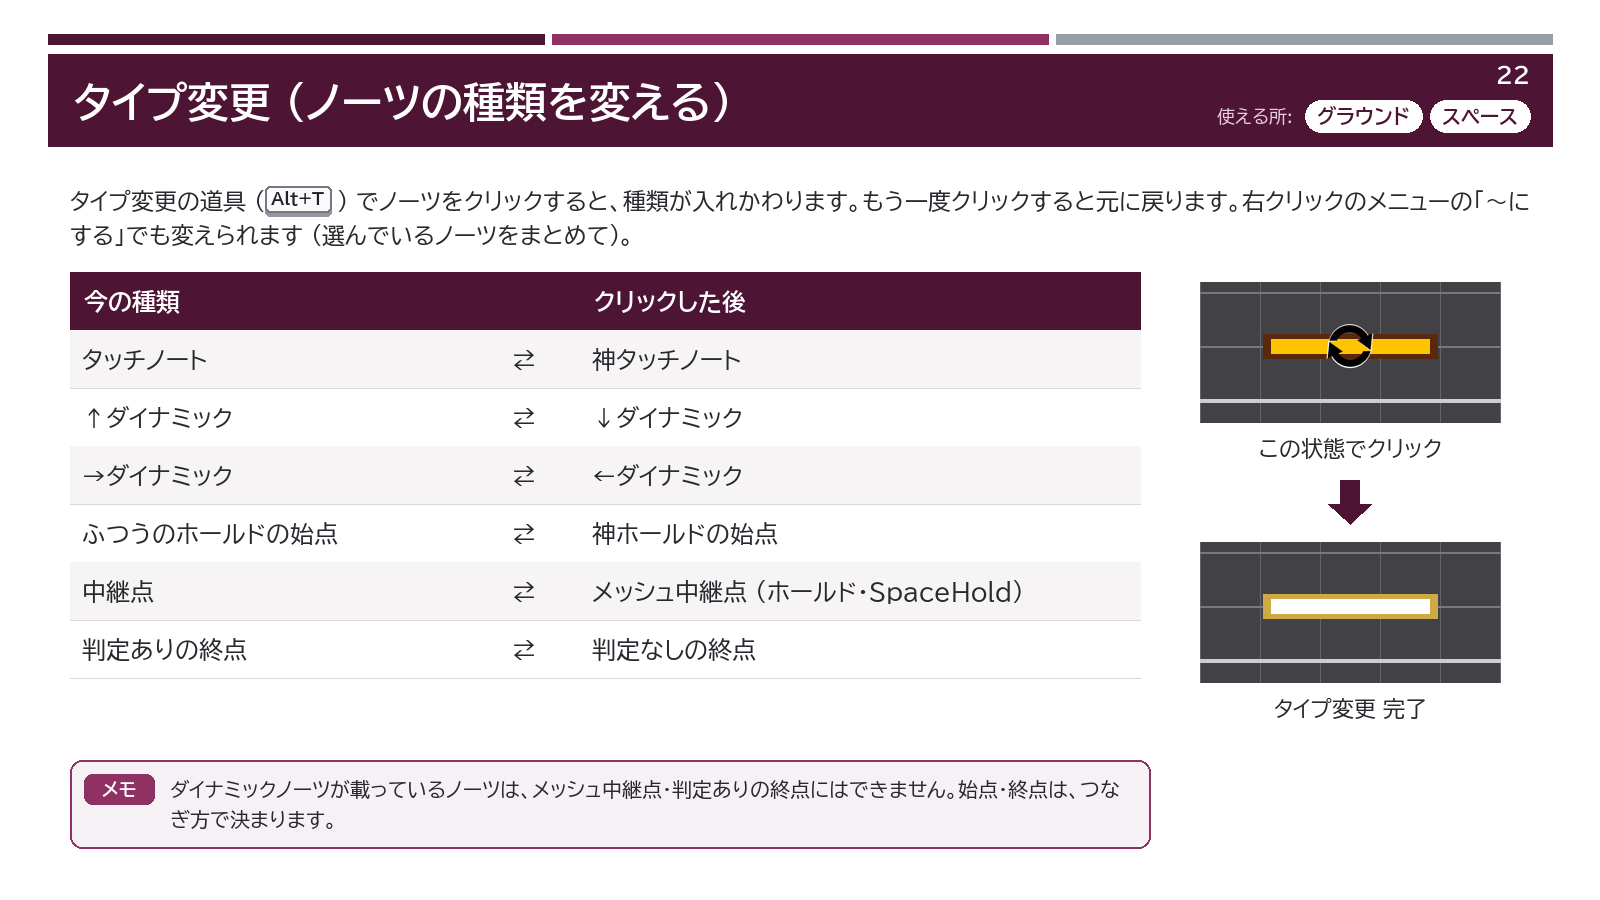 タイプ変更（ノーツの種類を変える）
22
使える所: グラウンド スペース
タイプ変更の道具（Alt+T）でノーツをクリックすると、種類が入れかわります。もう一度クリックすると元に戻ります。右クリックのメニューの「～に
する」でも変えられます（選んでいるノーツをまとめて）。
今の種類 クリックした後
タッチノート ⇄ 神タッチノート
↑ダイナミック ⇄ ↓ダイナミック
→ダイナミック ⇄ ←ダイナミック
ふつうのホールドの始点 ⇄ 神ホールドの始点
中継点 ⇄ メッシュ中継点（ホールド・SpaceHold）
判定ありの終点 ⇄ 判定なしの終点
この状態でクリック
タイプ変更 完了
メモ ダイナミックノーツが載っているノーツは、メッシュ中継点・判定ありの終点にはできません。始点・終点は、つな
ぎ方で決まります。